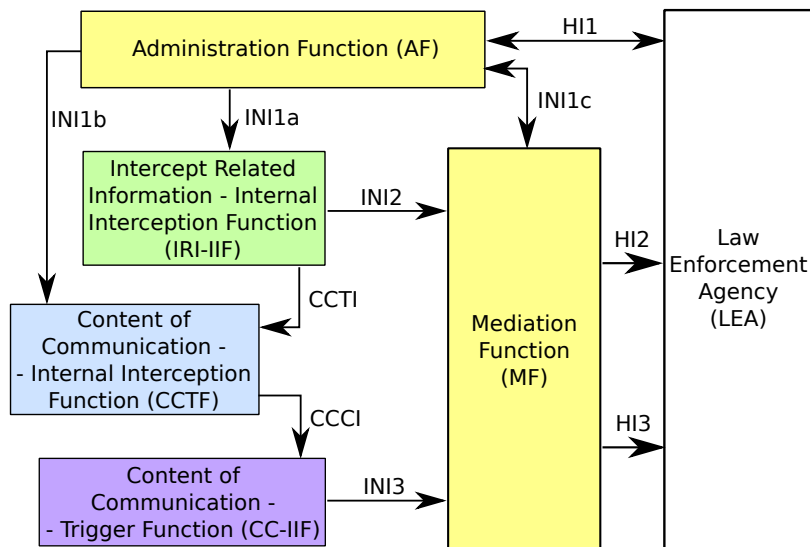 Administration Function (AF)
HI1
INI1b
INI1a
INI1c
Intercept Related
Information - Internal
Interception Function
(IRI-IIF)
INI2
HI2
Law
Enforcement
Agency
(LEA)
CCTI
Content of
Communication -
- Internal Interception
Function (CCTF)
Mediation
Function
(MF)
CCCI
HI3
Content of
Communication -
- Trigger Function (CC-IIF)
INI3